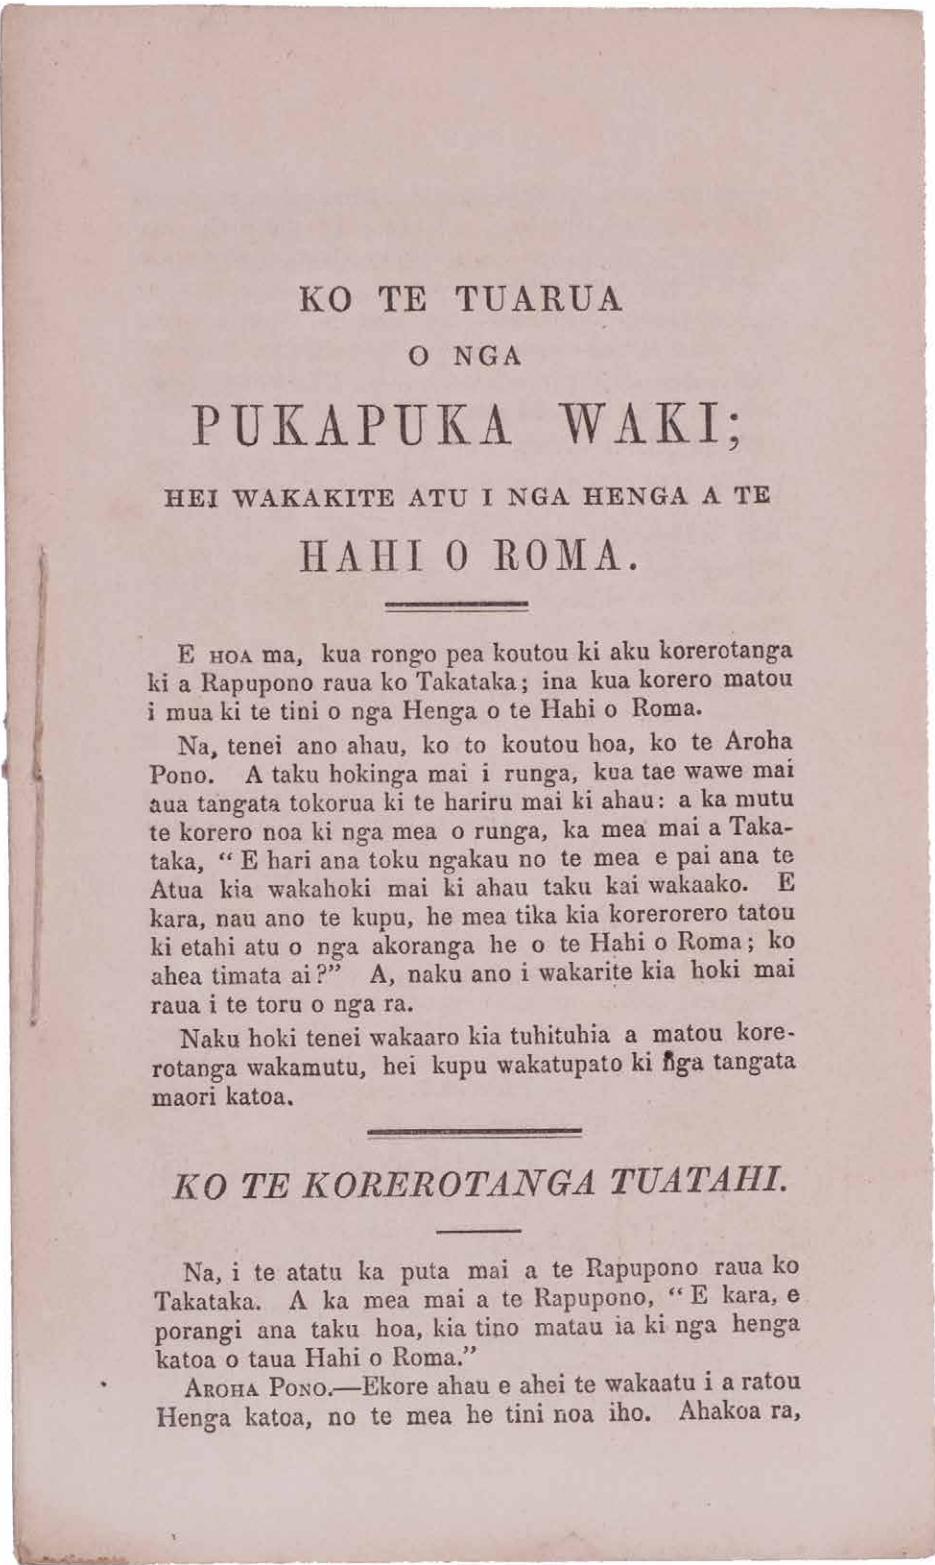 KO TE TUARUA
O NGA
PUKAPUKA WAKI;
HEI WAKAKITE ATU I NGA HENGA A TE
HAHI O ROMA.
E HOA ma, kua rongo pea koutou ki aku korerotanga
ki a Rapupono raua ko Takataka; ina kua korero matou
i mua ki te tini o nga Henga o te Hahi o Roma.
Na, tenei ano ahau, ko to koutou hoa, ko te Aroha
Pono. A taku hokinga mai i runga, kua tae wawe mai
aua tangata tokorua ki te hariru mai ki ahau: a ka mutu
te korero noa ki nga mea o runga, ka mea mai a Taka-
taka, “ E hari ana toku ngakau no te mea e pai ana te
Atua kia wakahoki mai ki ahau taku kai wakaako. E
kara, nau ano te kupu, he mea tika kia korerorero tatou
ki etahi atu o nga akoranga he o te Hahi o Roma; ko
ahea timata ai?” A, naku ano i wakarite kia hoki mai
raua i te toru o nga ra.
Naku hoki tenei wakaaro kia tuhituhia a matou kore-
rotanga wakamutu, hei kupu wakatupato ki nga tangata
maori katoa.
KO TE KOREROTANGA TUATAHI.
Na, i te atatu ka puta mai a te Rapupono raua ko
Takataka. A ka mea mai a te Rapupono, “ E kara, e
porangi ana taku hoa, kia tino matau ia ki nga henga
katoa o taua Hahi o Roma.”
AROHA PONO.—Ekore ahau e ahei te wakaatu i a ratou
Henga katoa, no te mea he tini noa iho. Ahakoa ra,